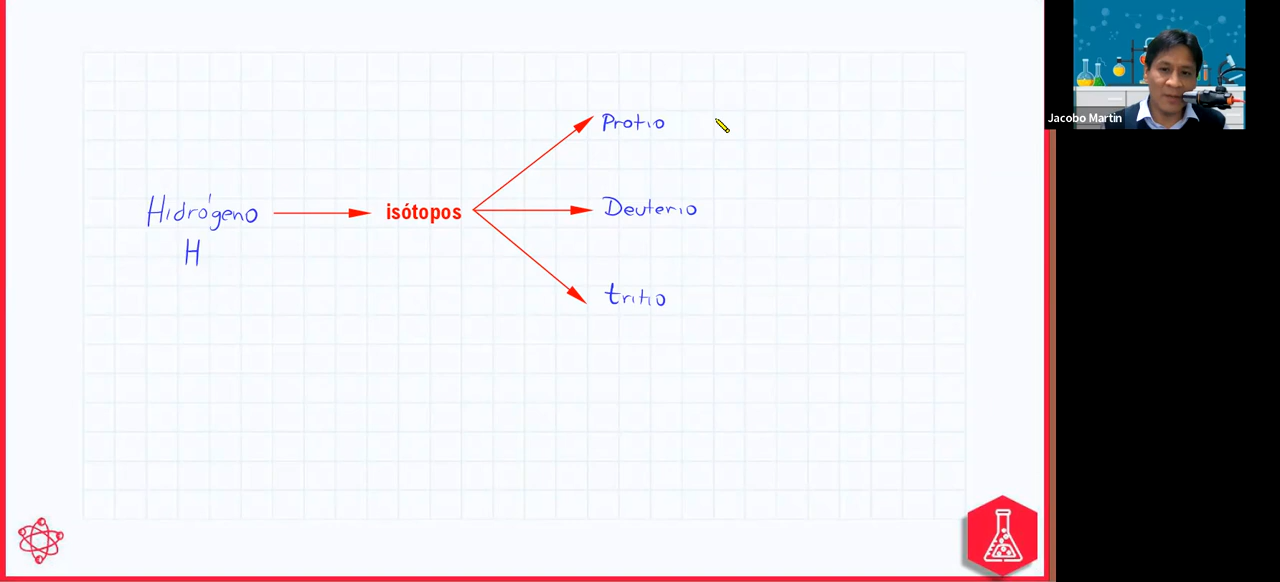 Protio
Hidrógeno isótopos Deuterio
H
tritio
Jacobo Martin